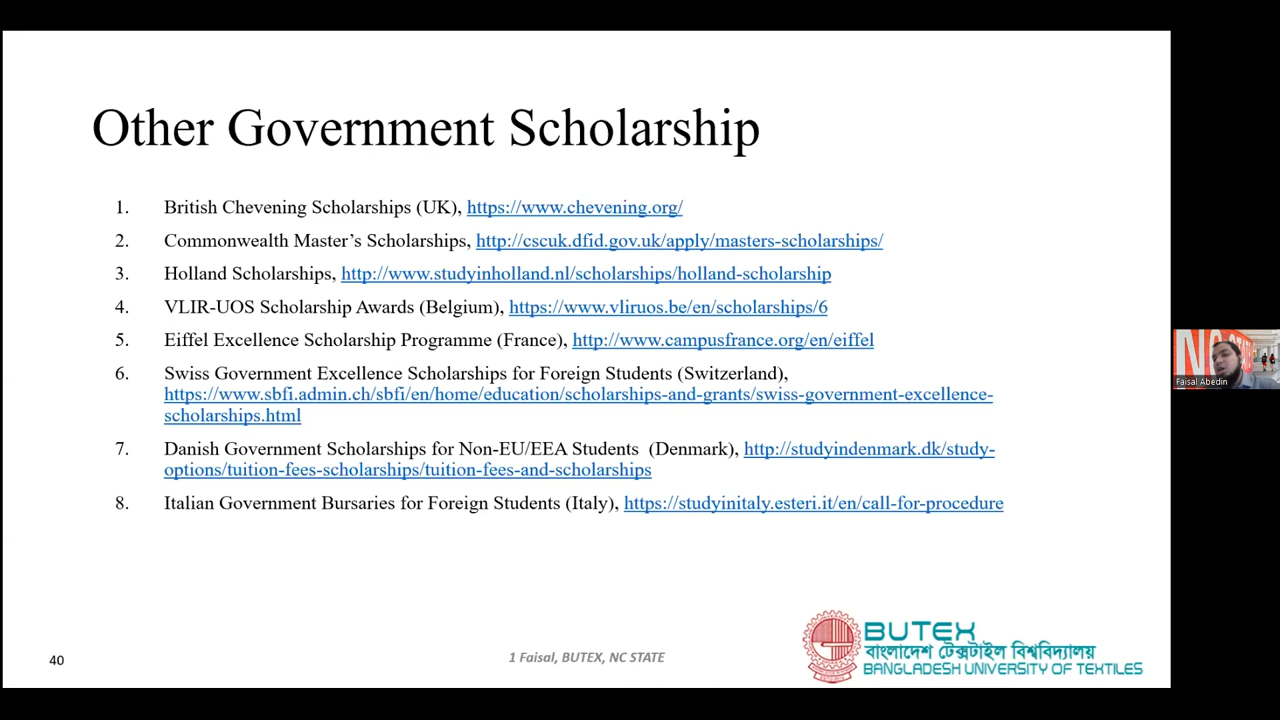 Other Government Scholarship
1. British Chevening Scholarships (UK), https://www.chevening.org/
2. Commonwealth Master’s Scholarships, http://cscuk.dfid.gov.uk/apply/masters-scholarships/
3. Holland Scholarships, http://www.studyinholland.nl/scholarships/holland-scholarship
4. VLIR-UOS Scholarship Awards (Belgium), https://www.vliruos.be/en/scholarships/6
5. Eiffel Excellence Scholarship Programme (France), http://www.campusfrance.org/en/eiffel
6. Swiss Government Excellence Scholarships for Foreign Students (Switzerland),
https://www.sbfi.admin.ch/sbfi/en/home/education/scholarships-and-grants/swiss-government-excellence-
scholarships.html
7. Danish Government Scholarships for Non-EU/EEA Students (Denmark), http://studyindenmark.dk/study-
options/tuition-fees-scholarships/tuition-fees-and-scholarships
8. Italian Government Bursaries for Foreign Students (Italy), https://studyinitaly.esteri.it/en/call-for-procedure
Faisal Abedin
40
1 Faisal, BUTEX, NC STATE
BUTEX
বাংলাদেশ টেক্সটাইল বিশ্ববিদ্যালয়
BANGLADESH UNIVERSITY OF TEXTILES